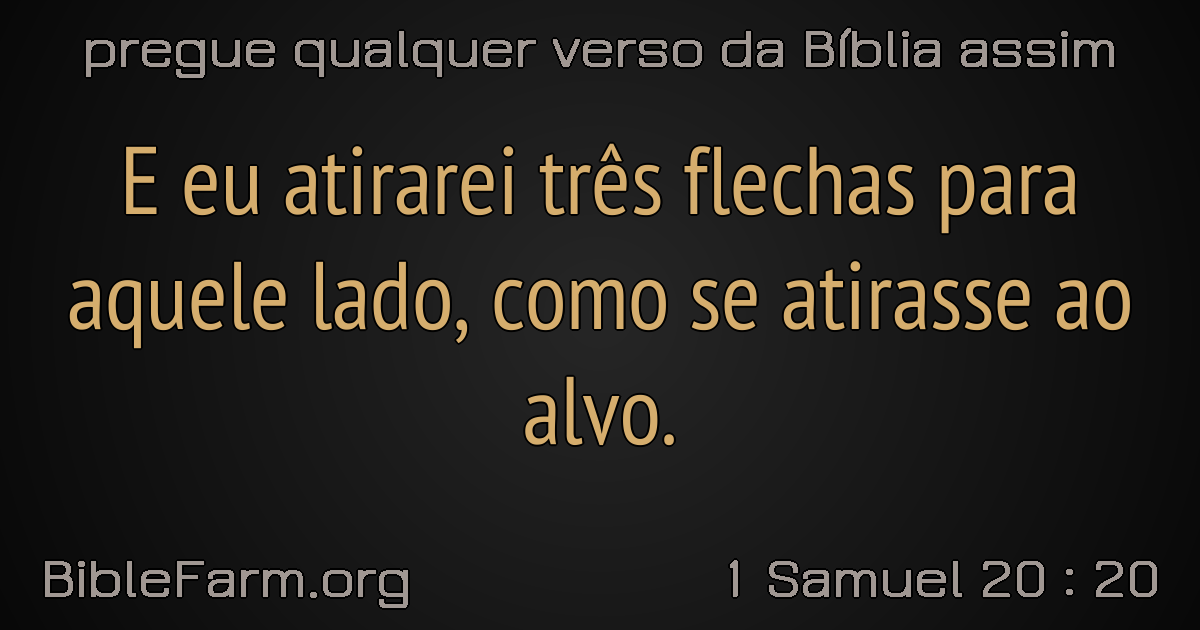 pregue qualquer verso da Bíblia assim
E eu atirarei três flechas para
aquele lado, como se atirasse ao
alvo.
BibleFarm.org
1 Samuel 20 : 20